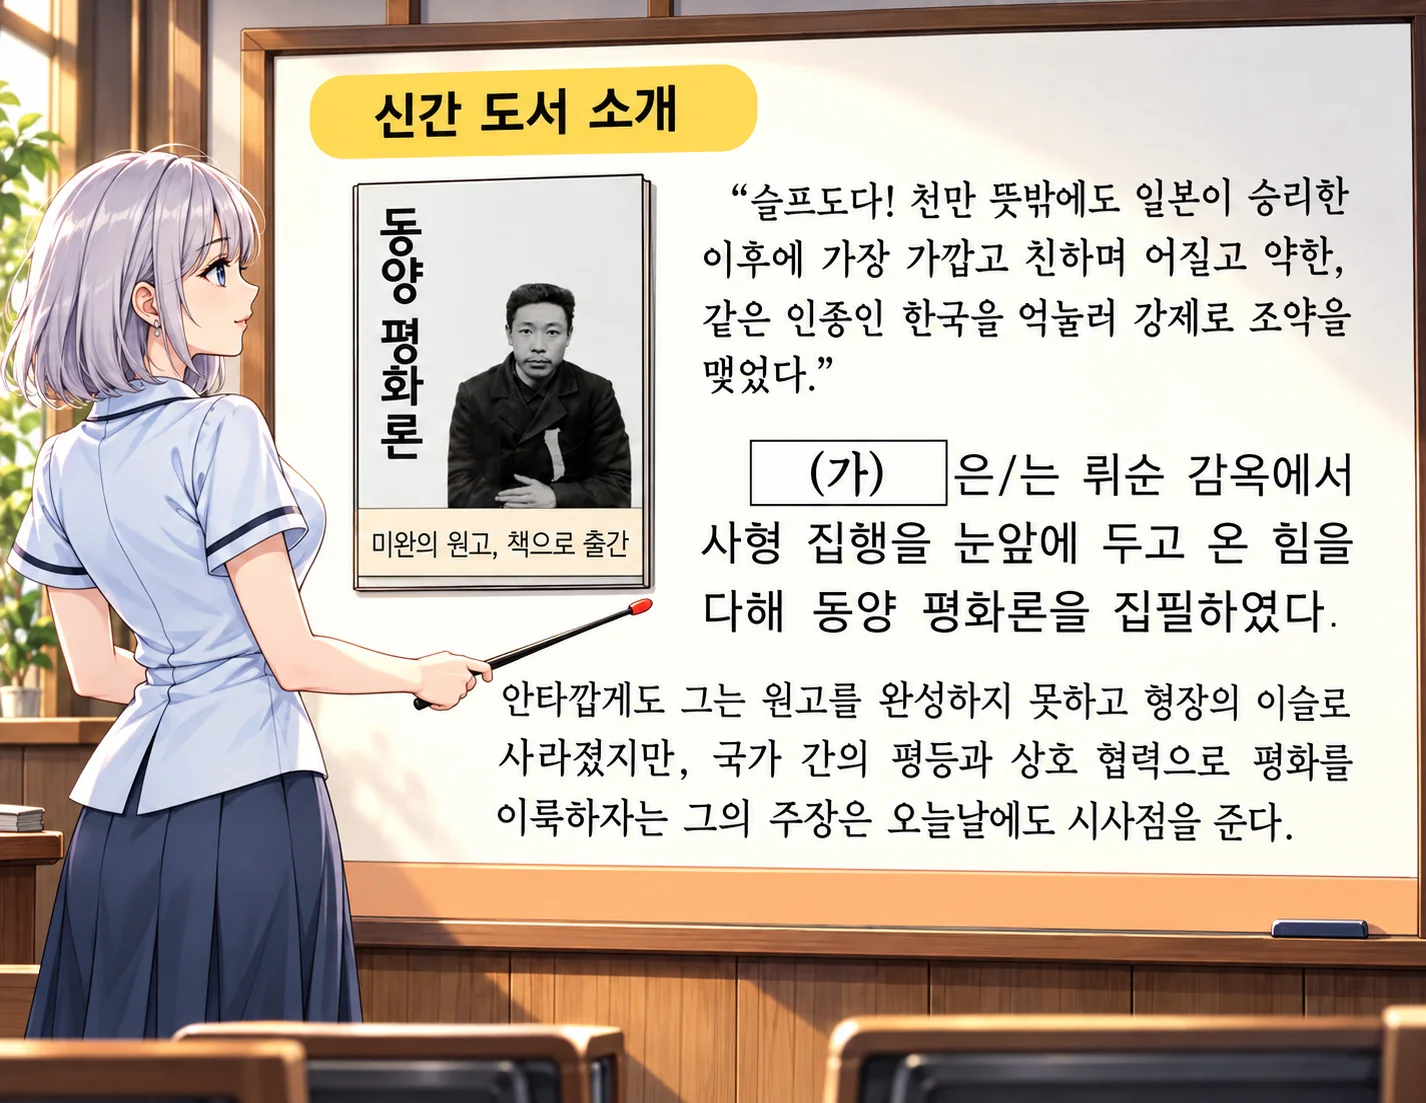 신간 도서 소개
동양 평화론
미완의 원고, 책으로 출간
“슬프도다! 천만 뜻밖에도 일본이 승리한
이후에 가장 가깝고 친하며 어질고 약한,
같은 인종인 한국을 억눌러 강제로 조약을
맺었다.”
(가) 은/는 뤼순 감옥에서
사형 집행을 눈앞에 두고 온 힘을
다해 동양 평화론을 집필하였다.
안타깝게도 그는 원고를 완성하지 못하고 형장의 이슬로
사라졌지만, 국가 간의 평등과 상호 협력으로 평화를
이룩하자는 그의 주장은 오늘날에도 시사점을 준다.